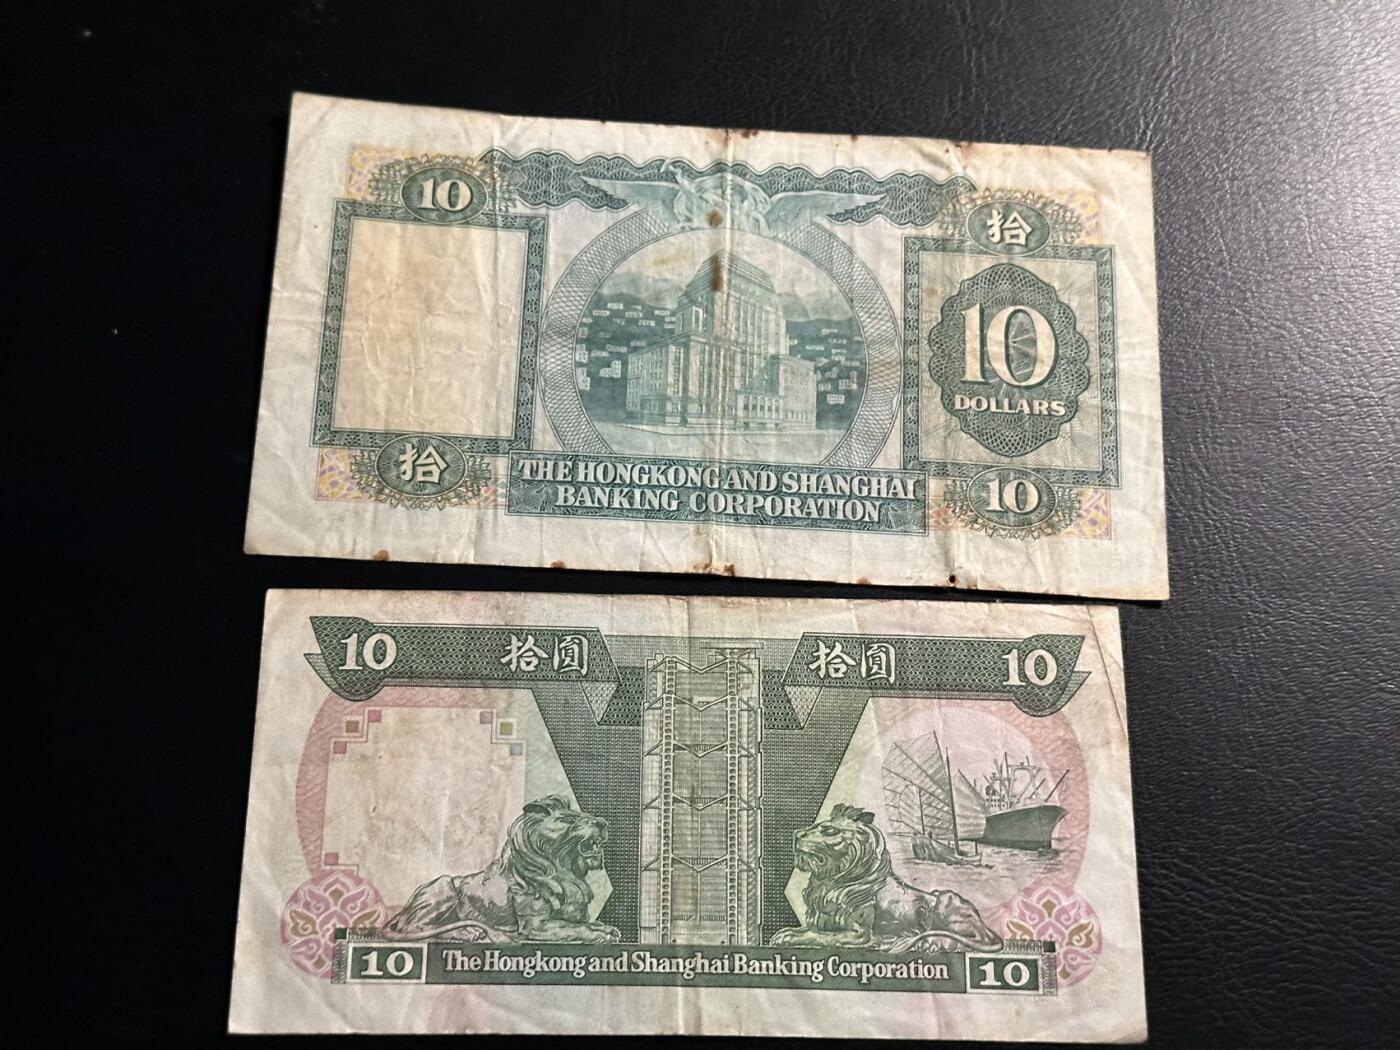 10
拾
10
DOLLARS
拾
10
THE HONGKONG AND SHANGHAI
BANKING CORPORATION
10 拾圓 拾圓 10
10 The Hongkong and Shanghai Banking Corporation 10